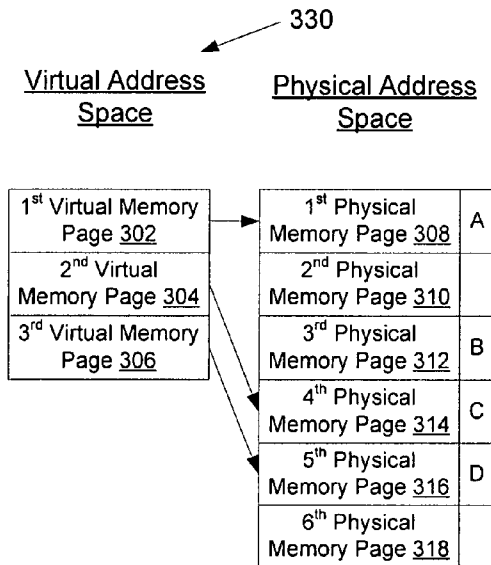 330
Virtual Address
Space
Physical Address
Space
1st Virtual Memory
Page 302
2nd Virtual
Memory Page 304
3rd Virtual Memory
Page 306
1st Physical
Memory Page 308
A
2nd Physical
Memory Page 310
3rd Physical
Memory Page 312
B
4th Physical
Memory Page 314
C
5th Physical
Memory Page 316
D
6th Physical
Memory Page 318